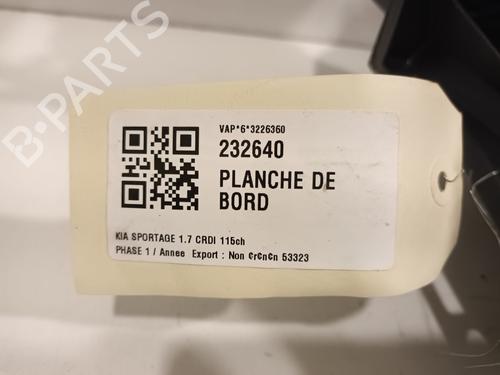 B-PARTS
VAP*6*3226360
232640
PLANCHE DE
BORD
KIA SPORTAGE 1.7 CRDI 115ch
PHASE 1 / Annee Export : Non ¢r¢n¢n 53323